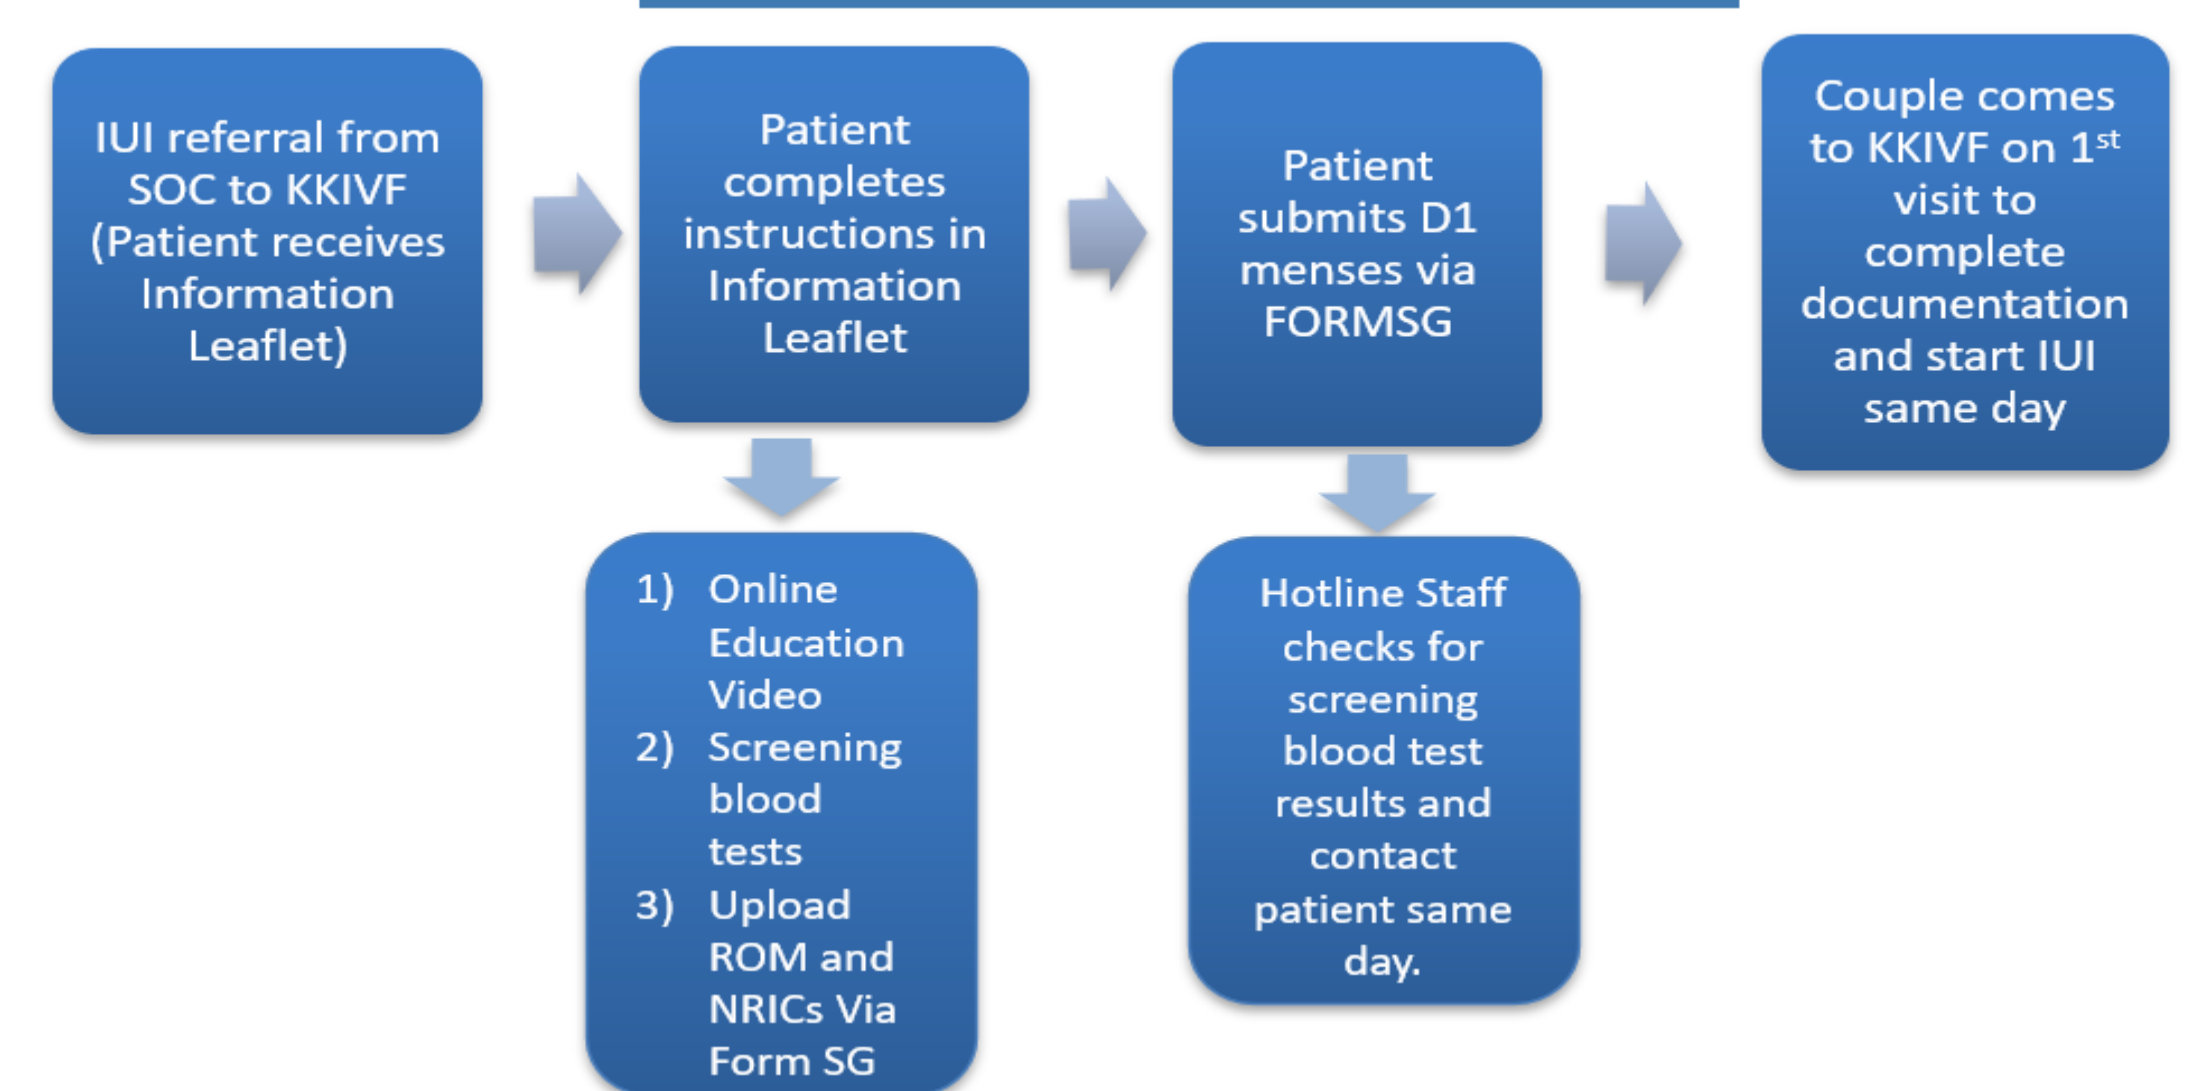 IUI referral from
SOC to KKIVF
(Patient receives
Information
Leaflet)
Patient
completes
instructions in
Information
Leaflet
Patient
submits D1
menses via
FORMSG
Couple comes
to KKIVF on 1st
visit to
complete
documentation
and start IUI
same day
1) Online
Education
Video
2) Screening
blood
tests
3) Upload
ROM and
NRICs Via
Form SG
Hotline Staff
checks for
screening
blood test
results and
contact
patient same
day.